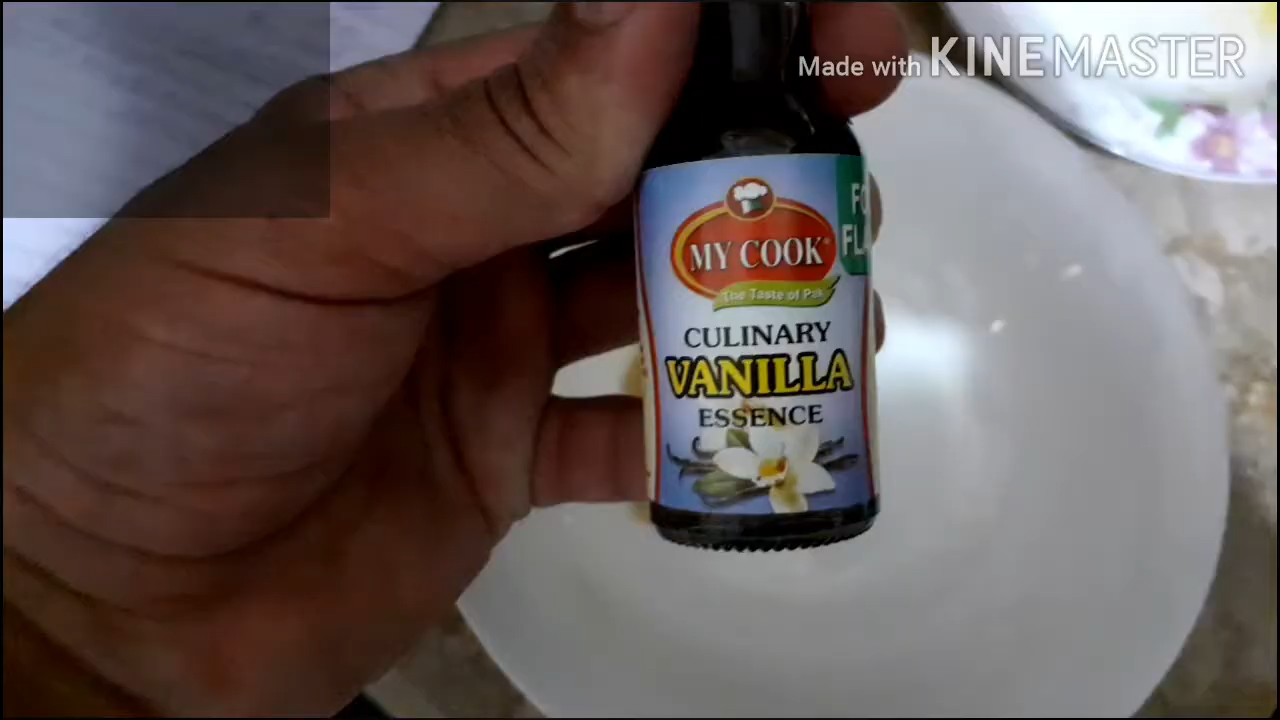 Made with KINEMASTER
MY COOK
The Taste of Pak
CULINARY
VANILLA
ESSENCE